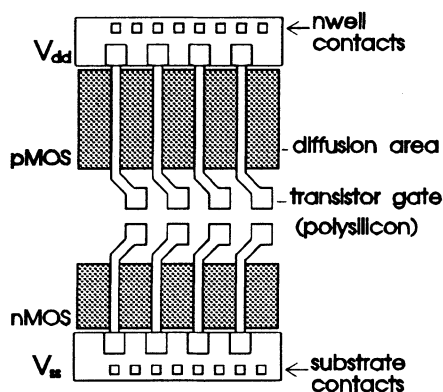 nwell
contacts
Vdd
pMOS
diffusion area
transistor gate
(polysilicon)
nMOS
Vss
substrate
contacts